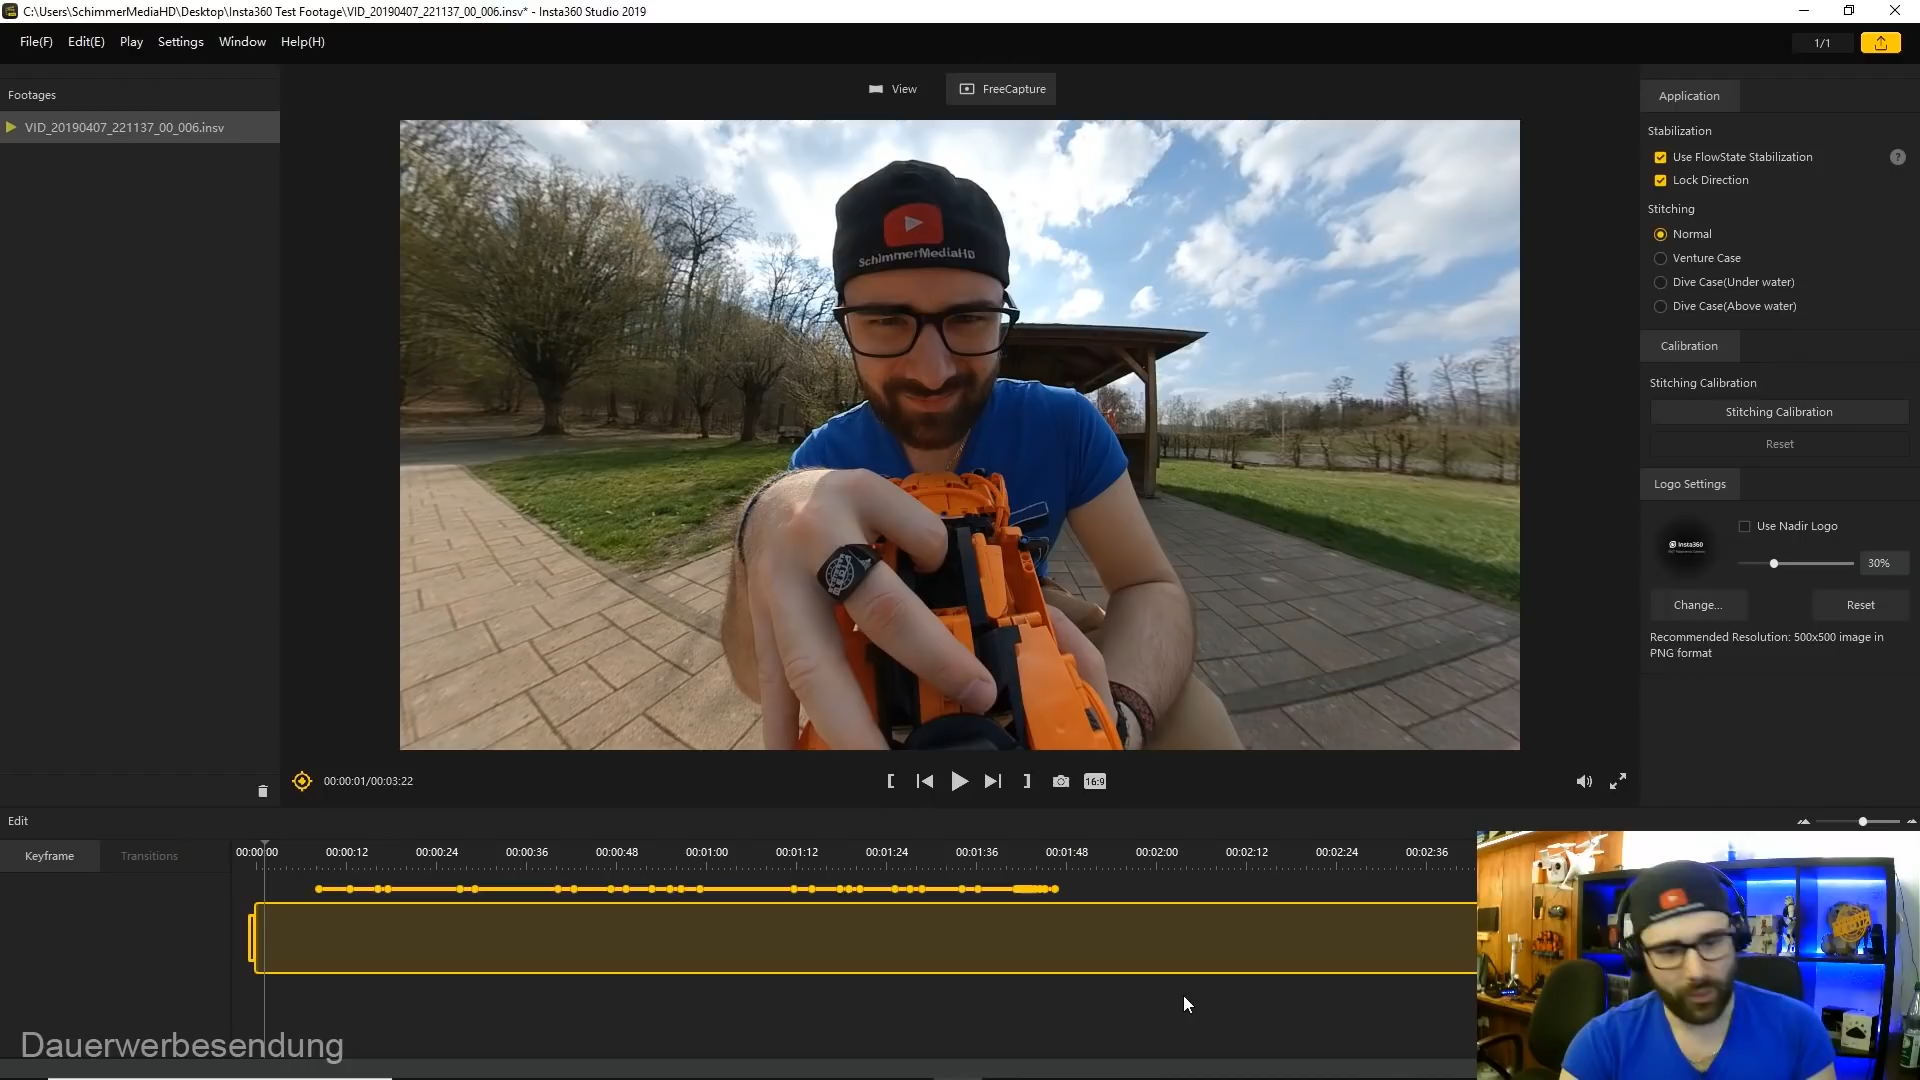 C:\Users\SchimmerMediaHD\Desktop\Insta360 Test Footage\VID_20190407_221137_00_006.insv* - Insta360 Studio 2019
File(F) Edit(E) Play Settings Window Help(H)
1/1
Footages
VID_20190407_221137_00_006.insv
View FreeCapture
SchimmerMediaHD
Application
Stabilization
Use FlowState Stabilization ?
Lock Direction
Stitching
Normal
Venture Case
Dive Case(Under water)
Dive Case(Above water)
Calibration
Stitching Calibration
Stitching Calibration
Reset
Logo Settings
Insta360
Use Nadir Logo
30%
Change... Reset
Recommended Resolution: 500x500 image in
PNG format
00:00:01/00:03:22
16:9
Edit
Keyframe Transitions
00:00:00 00:00:12 00:00:24 00:00:36 00:00:48 00:01:00 00:01:12 00:01:24 00:01:36 00:01:48 00:02:00 00:02:12 00:02:24 00:02:36
Dauerwerbesendung